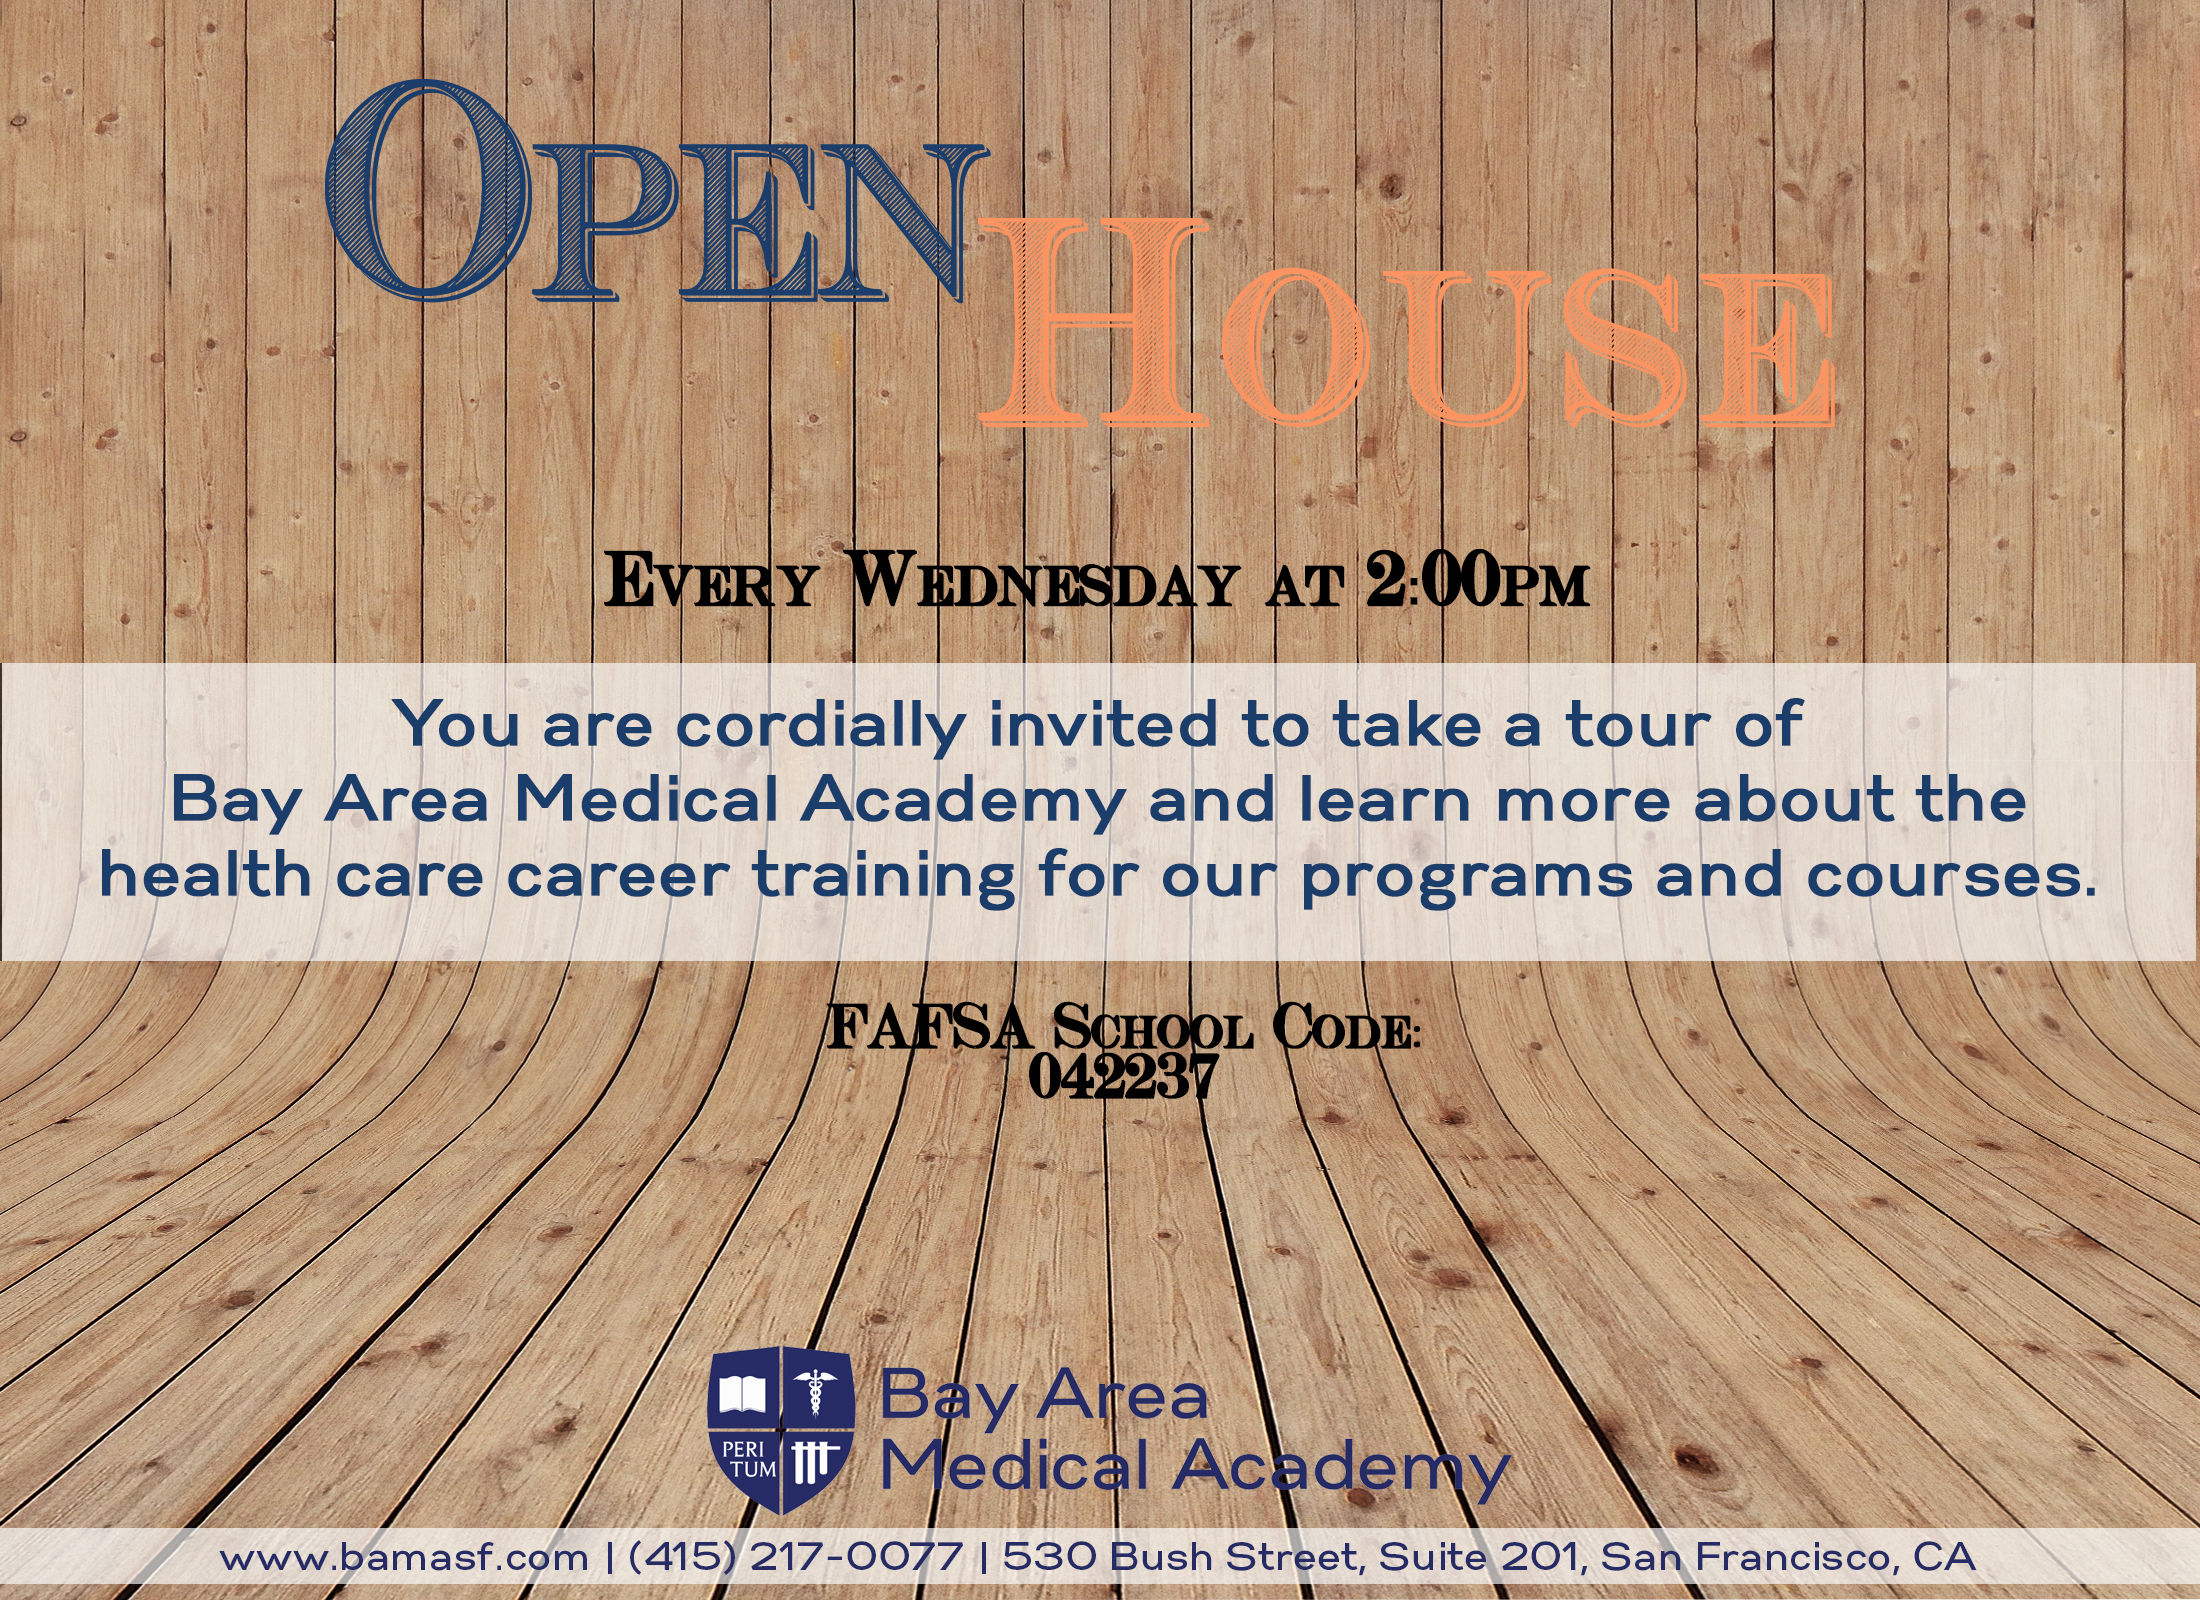 Open
House
Every Wednesday at 2:00pm
You are cordially invited to take a tour of
Bay Area Medical Academy and learn more about the
health care career training for our programs and courses.
FAFSA School Code:
042237
PERI
TUM
Bay Area
Medical Academy
www.bamasf.com | (415) 217-0077 | 530 Bush Street, Suite 201, San Francisco, CA